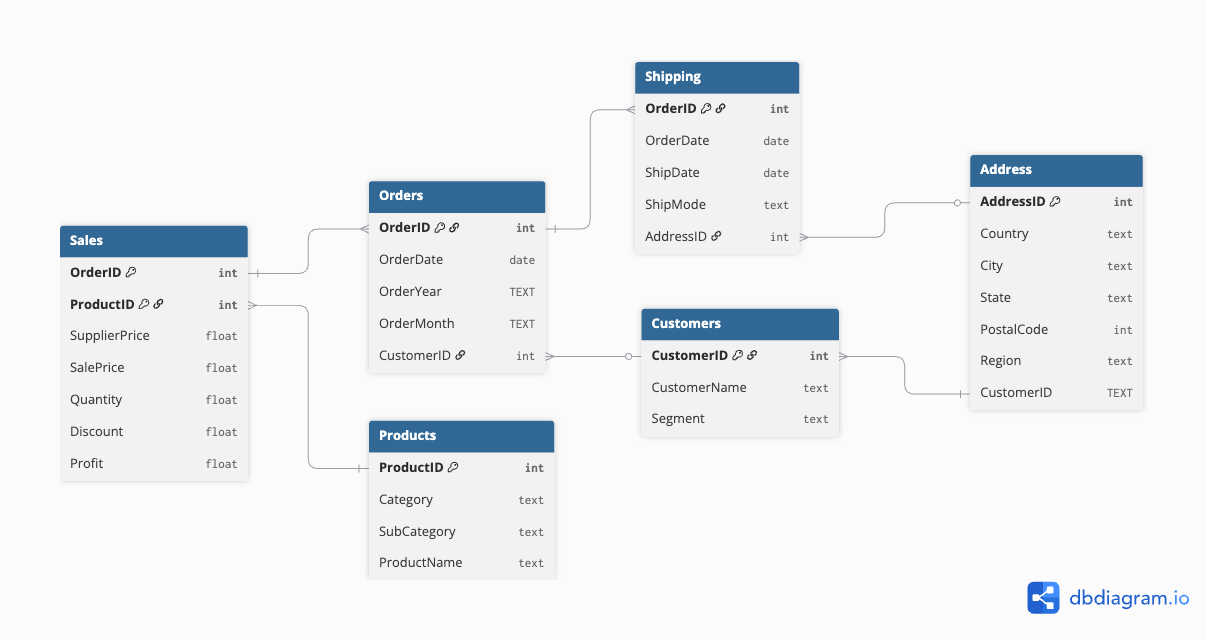 Sales
OrderID int
ProductID int
SupplierPrice float
SalePrice float
Quantity float
Discount float
Profit float
Orders
OrderID int
OrderDate date
OrderYear TEXT
OrderMonth TEXT
CustomerID int
Products
ProductID int
Category text
SubCategory text
ProductName text
Shipping
OrderID int
OrderDate date
ShipDate date
ShipMode text
AddressID int
Customers
CustomerID int
CustomerName text
Segment text
Address
AddressID int
Country text
City text
State text
PostalCode int
Region text
CustomerID TEXT
dbdiagram.io